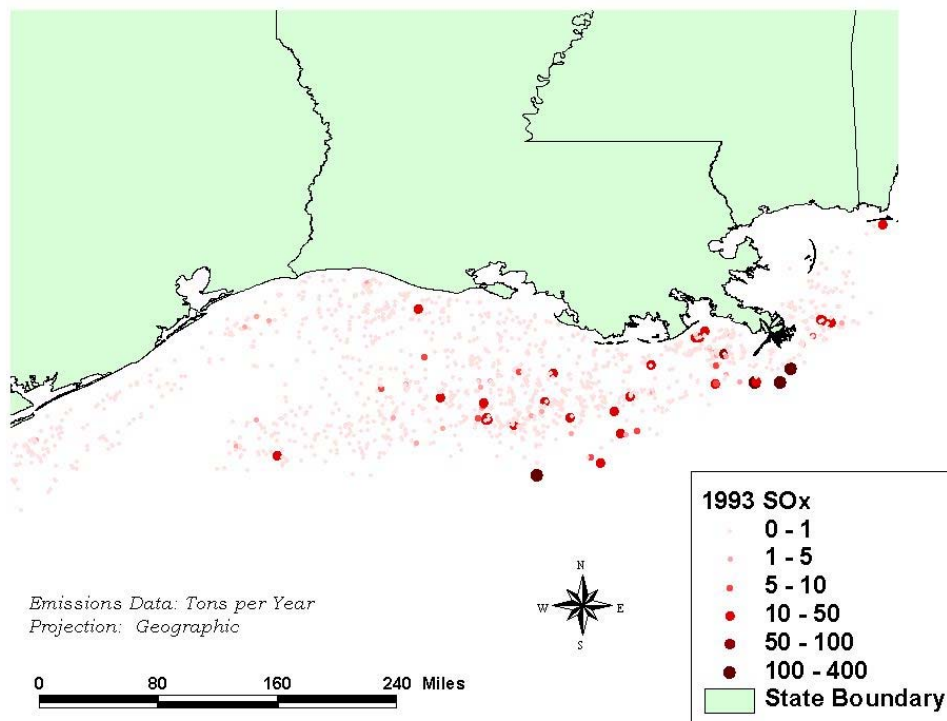 1993 SOx
0 - 1
1 - 5
5 - 10
10 - 50
50 - 100
100 - 400
State Boundary
N
W E
S
Emissions Data: Tons per Year
Projection: Geographic
0 80 160 240 Miles